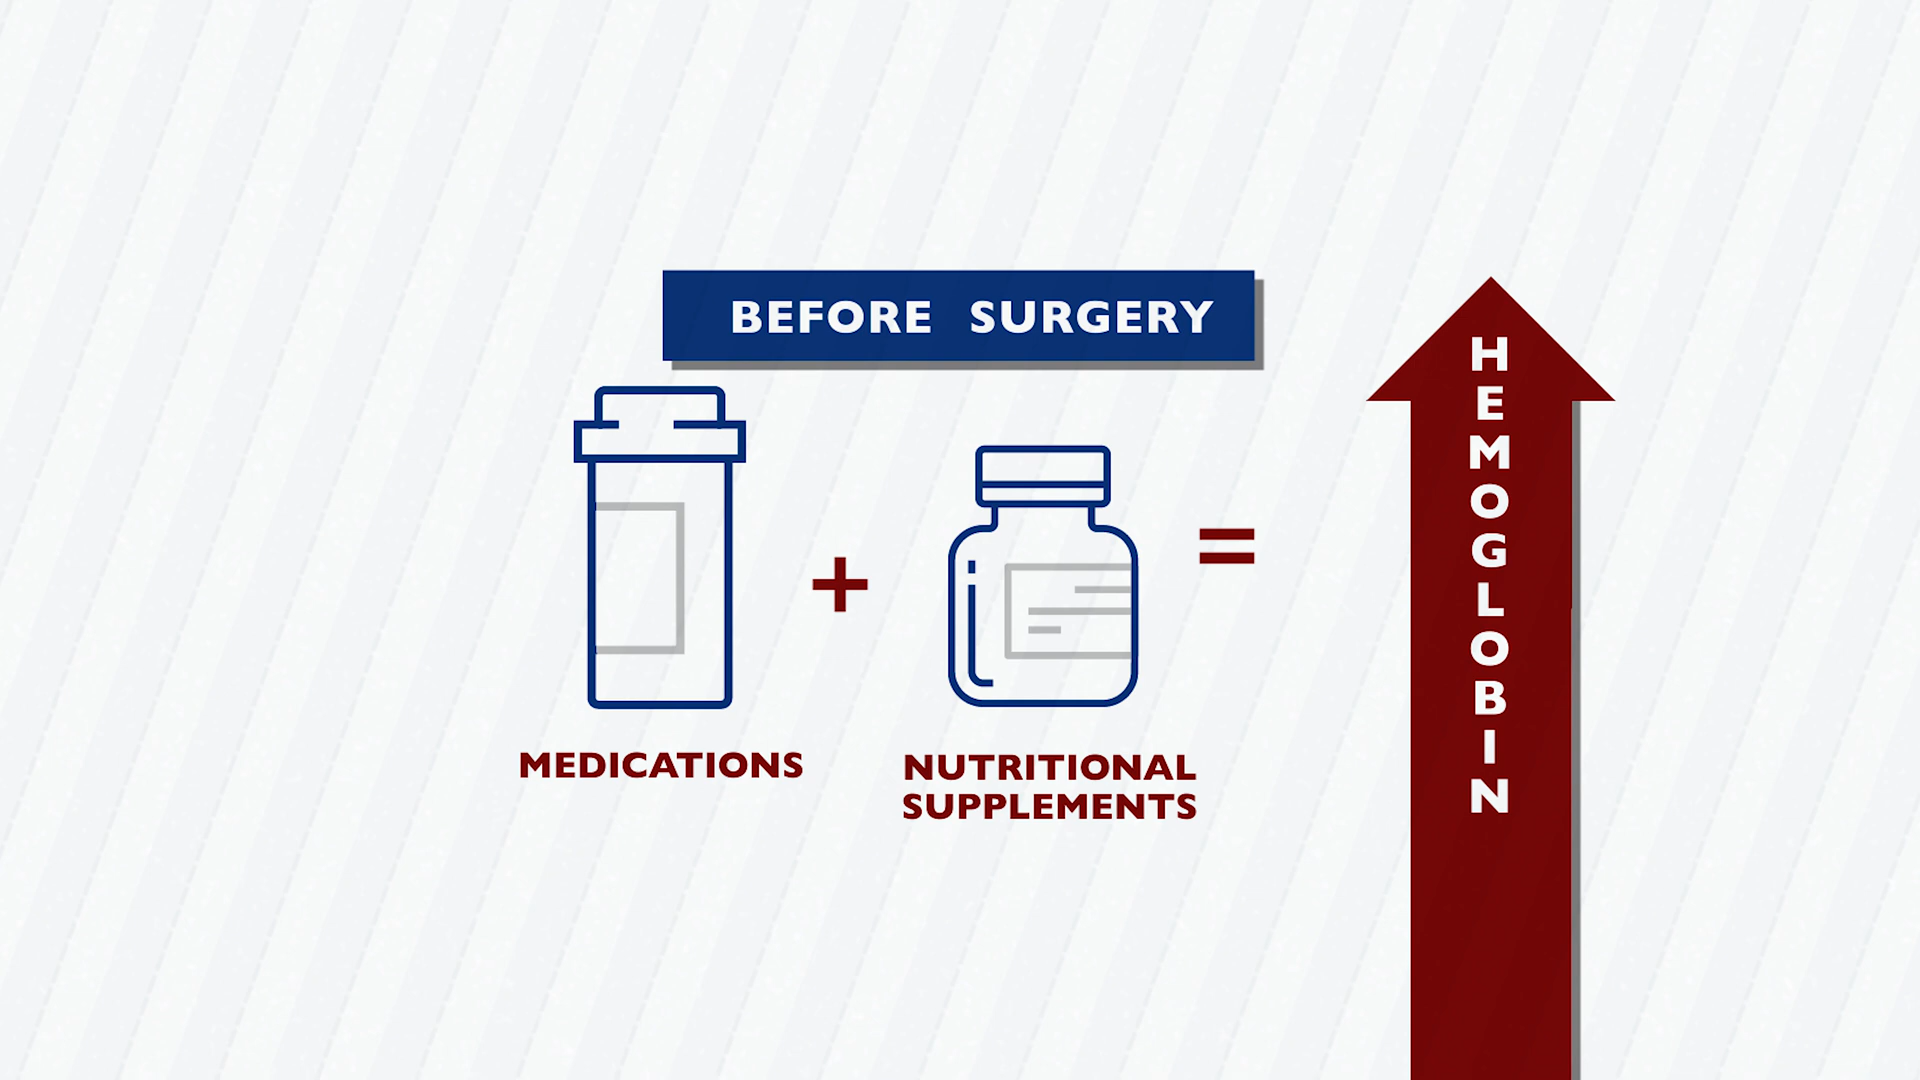 BEFORE SURGERY
+
=
MEDICATIONS
NUTRITIONAL
SUPPLEMENTS
HEMOGLOBIN